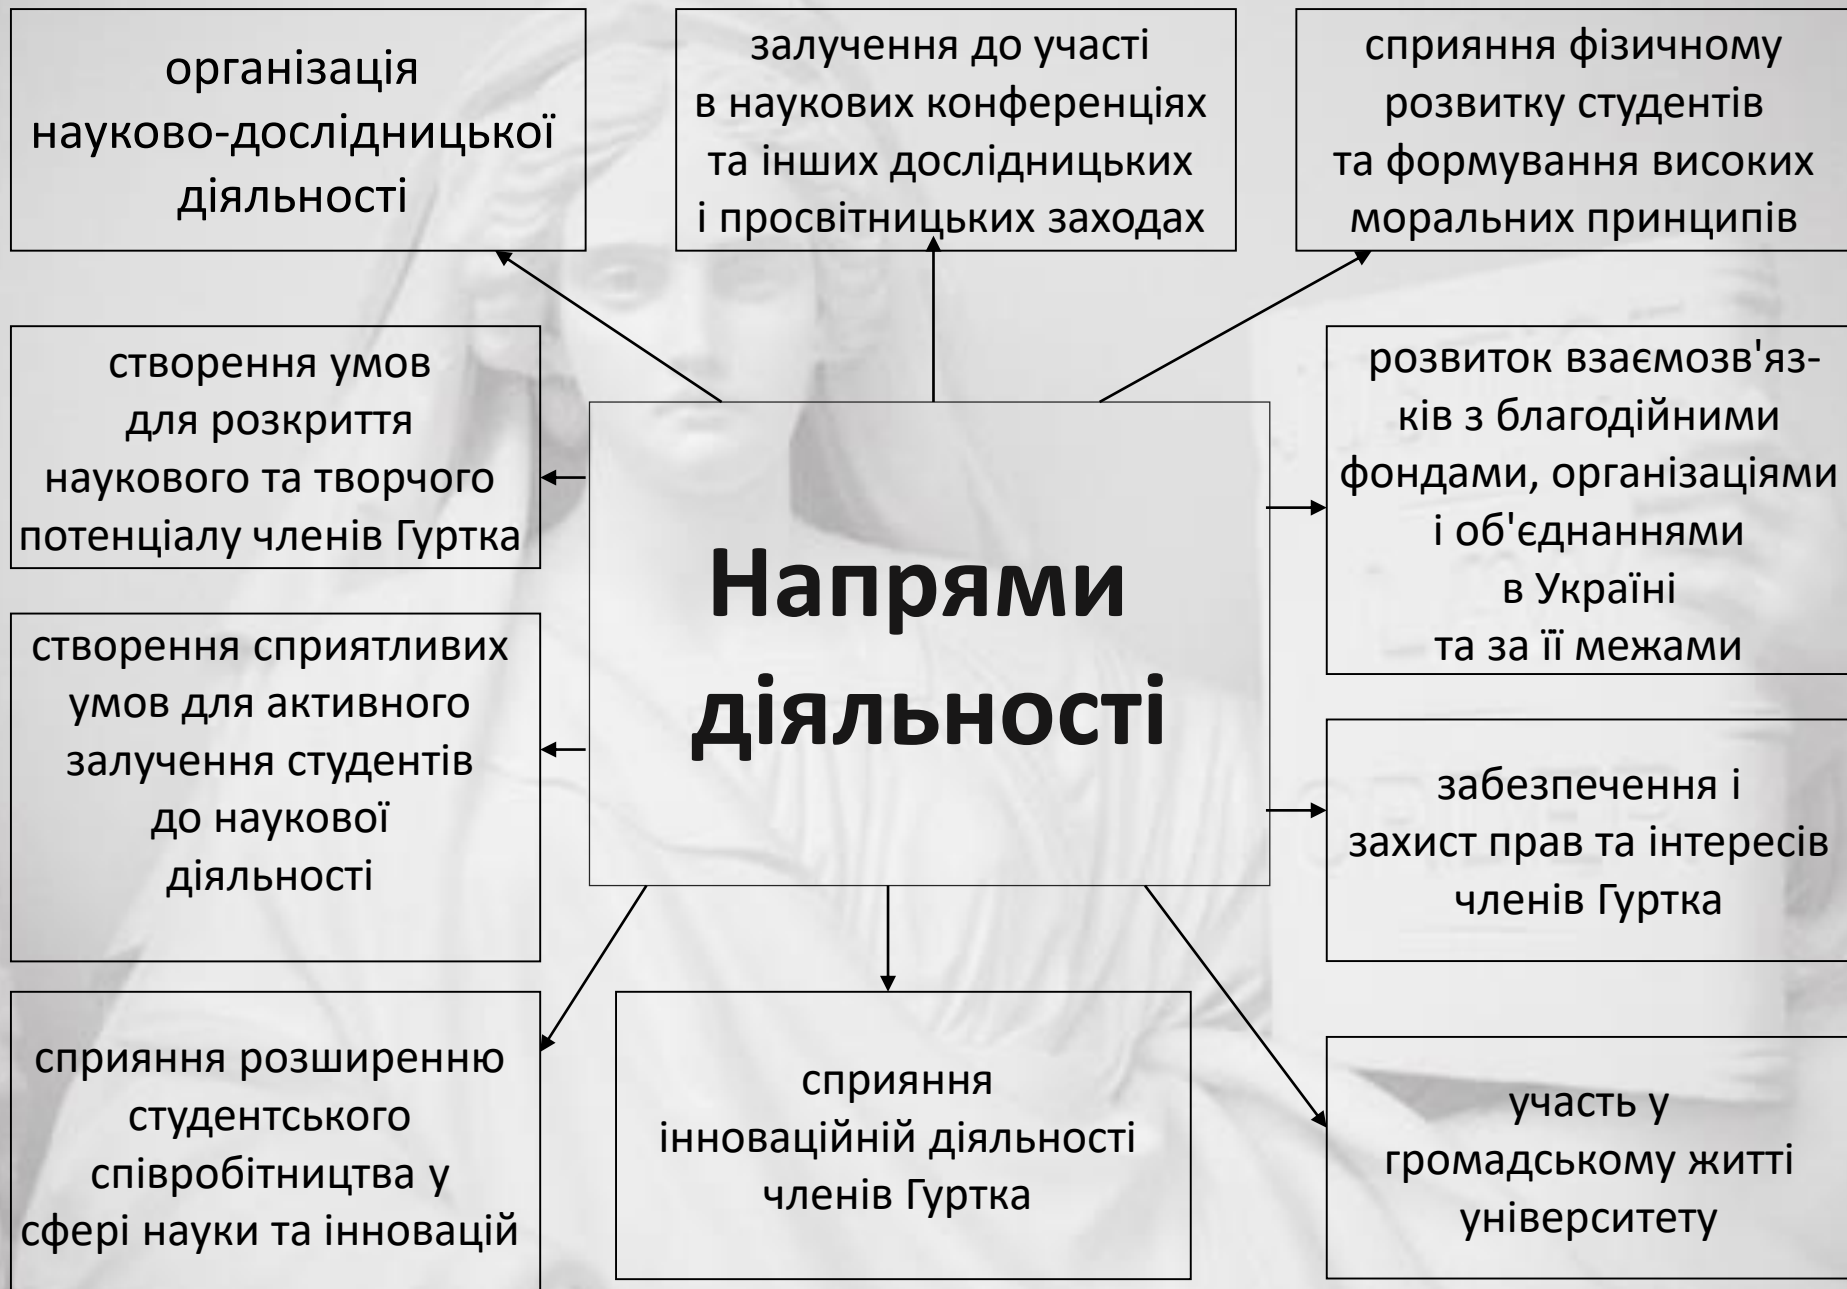 організація
науково-дослідницької
діяльності
залучення до участі
в наукових конференціях
та інших дослідницьких
і просвітницьких заходах
сприяння фізичному
розвитку студентів
та формування високих
моральних принципів
створення умов
для розкриття
наукового та творчого
потенціалу членів Гуртка
Напрями
діяльності
розвиток взаємозв'яз-
ків з благодійними
фондами, організаціями
і об'єднаннями
в Україні
та за її межами
створення сприятливих
умов для активного
залучення студентів
до наукової
діяльності
забезпечення і
захист прав та інтересів
членів Гуртка
сприяння розширенню
студентського
співробітництва у
сфері науки та інновацій
сприяння
інноваційній діяльності
членів Гуртка
участь у
громадському житті
університету